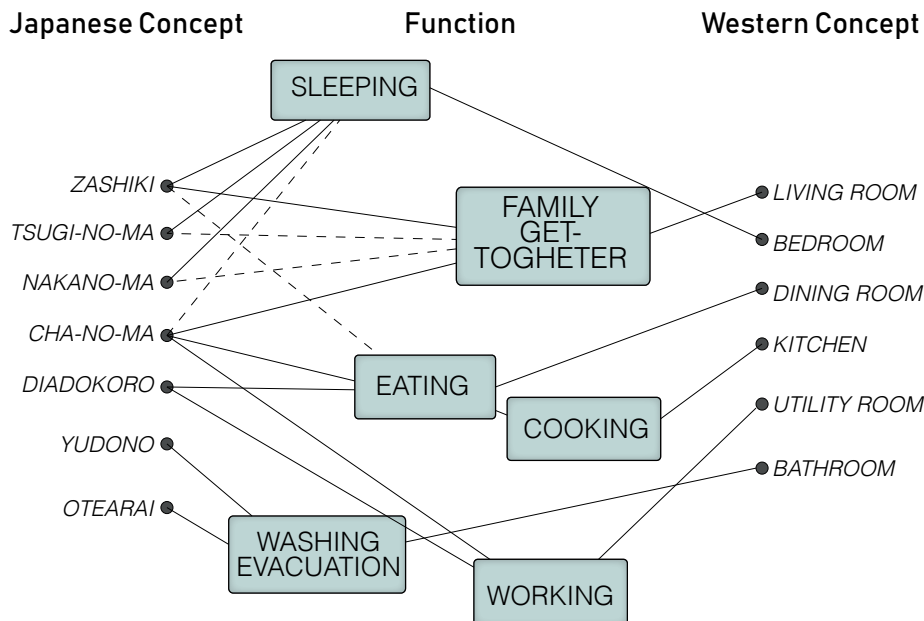 Japanese Concept
Function
Western Concept
SLEEPING
ZASHIKI
TSUGI-NO-MA
NAKANO-MA
CHA-NO-MA
DIADOKORO
YUDONO
OTEARAI
FAMILY
GET-
TOGHETER
EATING
COOKING
WASHING
EVACUATION
WORKING
LIVING ROOM
BEDROOM
DINING ROOM
KITCHEN
UTILITY ROOM
BATHROOM